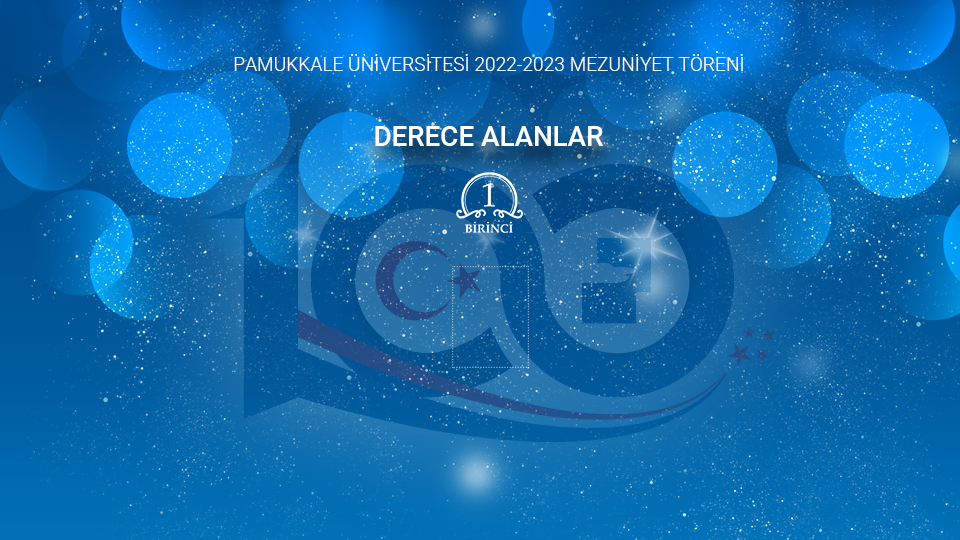 PAMUKKALE ÜNİVERSİTESİ 2022-2023 MEZUNİYET TÖRENİ
DERECE ALANLAR
1
BİRİNCİ